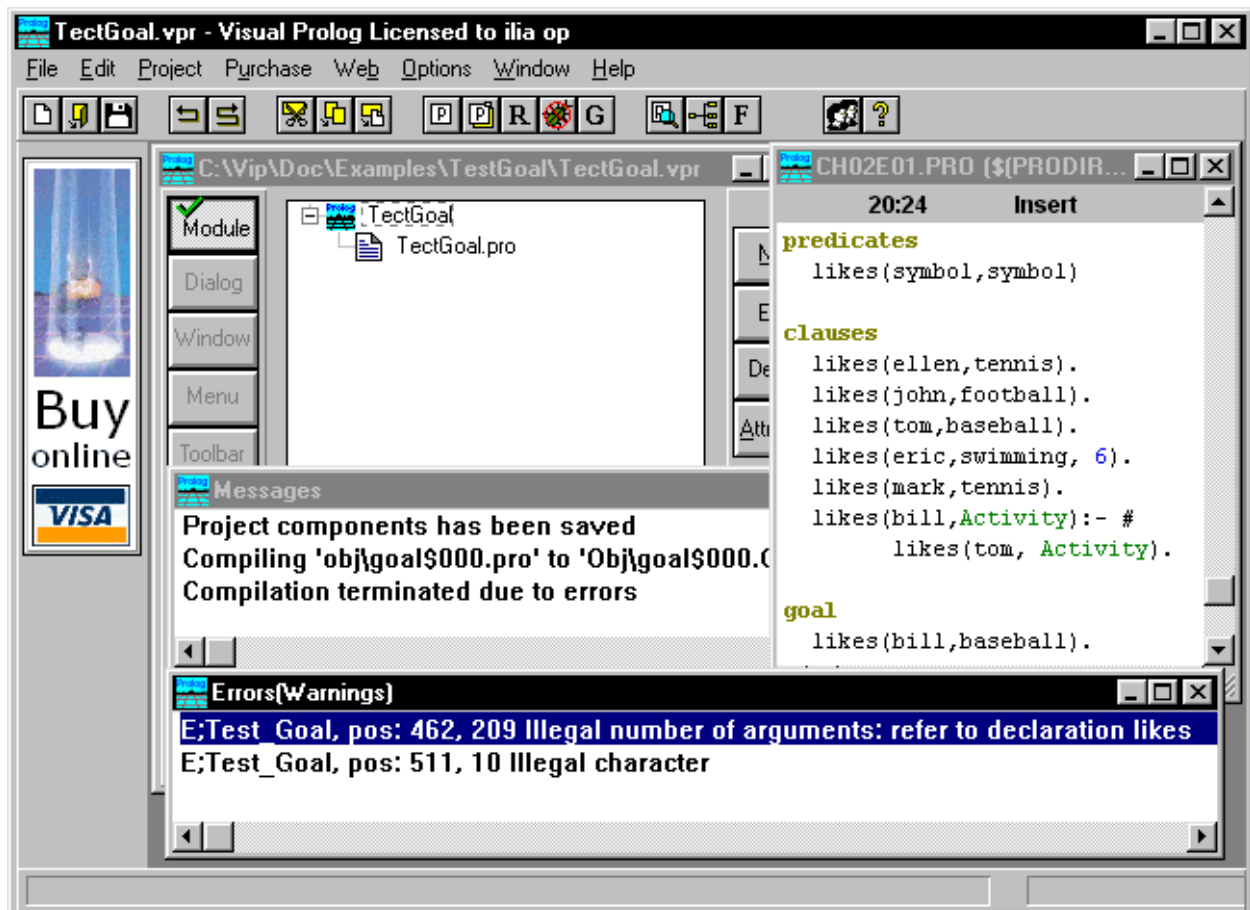 TectGoal.vpr - Visual Prolog Licensed to ilia op
File Edit Project Purchase Web Options Window Help
P P R G F ?
C:\Vip\Doc\Examples\TestGoal\TectGoal.vpr
Module
Dialog
Window
Menu
Toolbar
TectGoal
TectGoal.pro
N
E
De
Attr
Buy
online
VISA
CH02E01.PRO ($(PRODIR...
20:24 Insert
predicates
likes(symbol,symbol)
clauses
likes(ellen,tennis).
likes(john,football).
likes(tom,baseball).
likes(eric,swimming, 6).
likes(mark,tennis).
likes(bill,Activity):- #
likes(tom, Activity).
goal
likes(bill,baseball).
Messages
Project components has been saved
Compiling 'obj\goal$000.pro' to 'Obj\goal$000.
Compilation terminated due to errors
Errors(Warnings)
E;Test_Goal, pos: 462, 209 Illegal number of arguments: refer to declaration likes
E;Test_Goal, pos: 511, 10 Illegal character